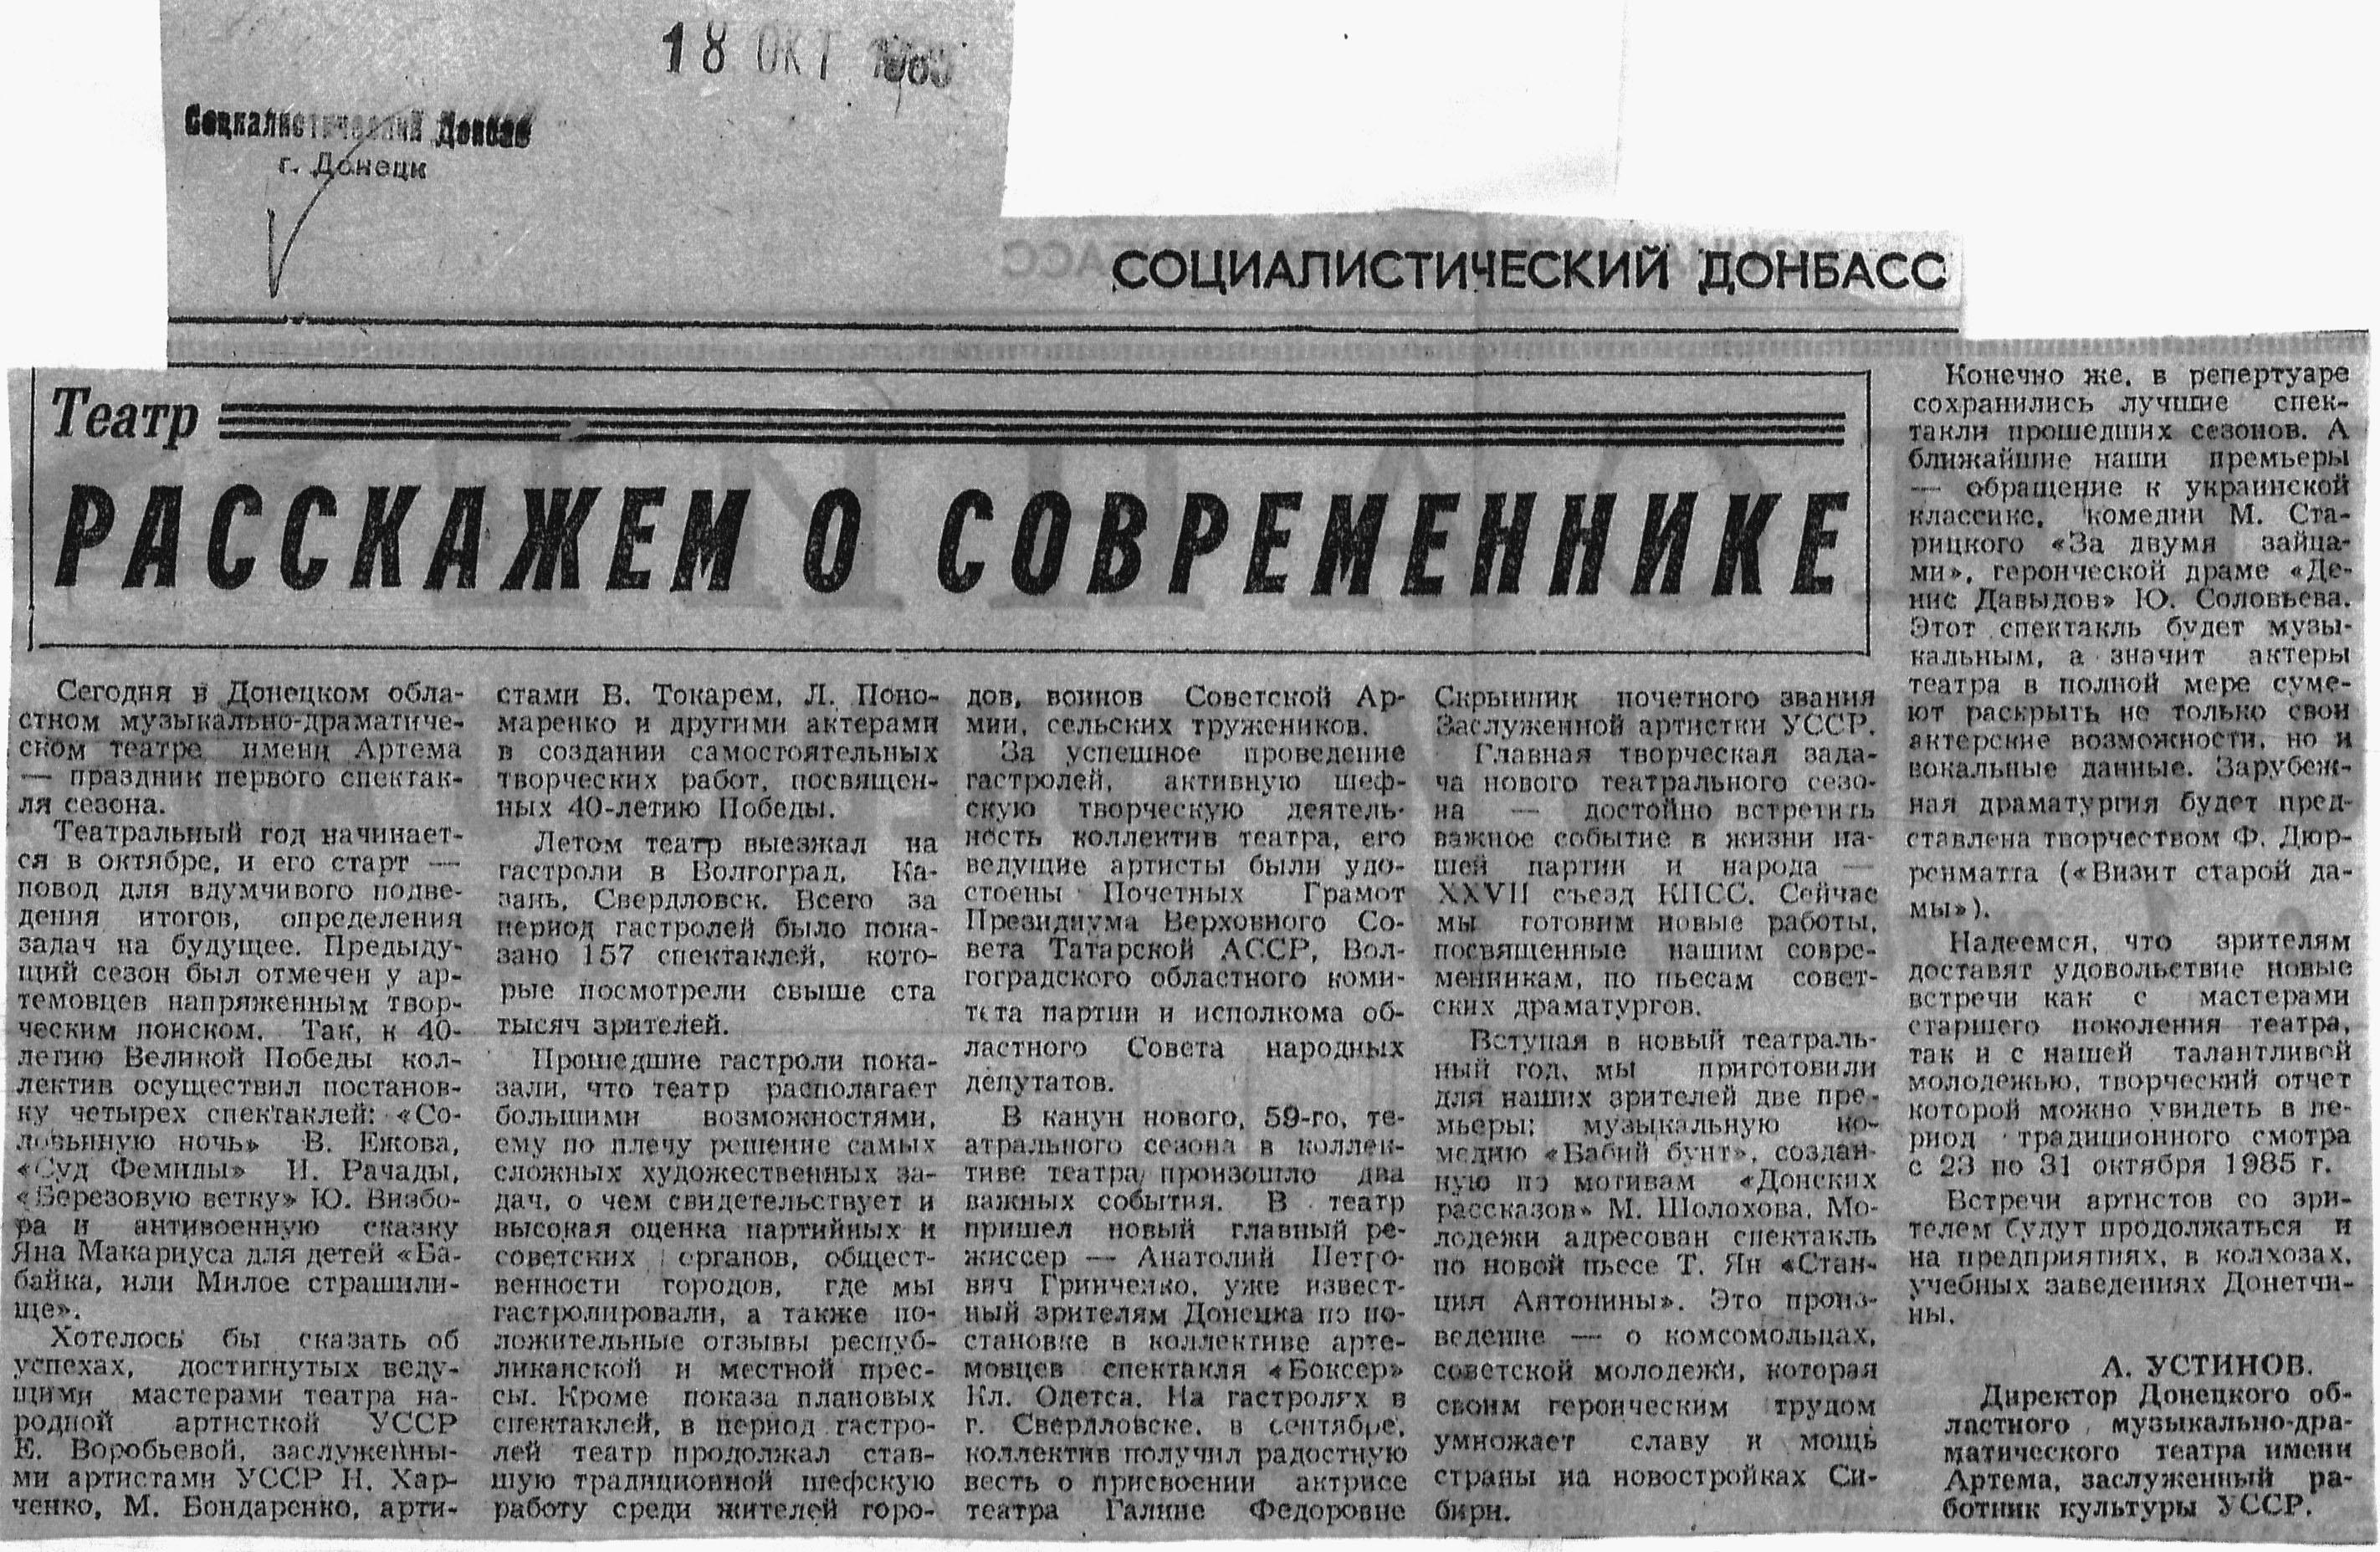 18 ОКТ
Социалистический Донбас
г. Донецк
СОЦИАЛИСТИЧЕСКИЙ ДОНБАСС
Театр
РАССКАЖЕМ О СОВРЕМЕННИКЕ
Сегодня в Донецком обла-
стном музыкально-драматиче-
ском театре имени Артема
— праздник первого спектак-
ля сезона.
Театральный год начинает-
ся в октябре, и его старт —
повод для вдумчивого подве-
дения итогов, определения
задач на будущее. Предыду-
щий сезон был отмечен у ар-
темовцев напряженным твор-
ческим поиском. Так, к 40-
летию Великой Победы кол-
лектив осуществил постанов-
ку четырех спектаклей: «Со-
ловьиную ночь» В. Ежова,
«Суд Фемиды» И. Рачады,
«Березовую ветку» Ю. Визбо-
ра и антивоенную сказку
Яна Макариуса для детей «Ба-
байка, или Милое страшили-
ще».
Хотелось бы сказать об
успехах, достигнутых веду-
щими мастерами театра на-
родной артисткой УССР
Е. Воробьевой, заслуженны-
ми артистами УССР Н. Хар-
ченко, М. Бондаренко, арти-
стами В. Токарем, Л. Поно-
маренко и другими актерами
в создании самостоятельных
творческих работ, посвящен-
ных 40-летию Победы.
Летом театр выезжал на
гастроли в Волгоград, Ка-
зань, Свердловск. Всего за
период гастролей было пока-
зано 157 спектаклей, кото-
рые посмотрели свыше ста
тысяч зрителей.
Прошедшие гастроли пока-
зали, что театр располагает
большими возможностями,
ему по плечу решение самых
сложных художественных за-
дач, о чем свидетельствует и
высокая оценка партийных и
советских органов, общест-
венности городов, где мы
гастролировали, а также по-
ложительные отзывы респуб-
ликанской и местной прес-
сы. Кроме показа плановых
спектаклей, в период гастро-
лей театр продолжал став-
шую традиционной шефскую
работу среди жителей горо-
дов, воинов Советской Ар-
мии, сельских тружеников.
За успешное проведение
гастролей, активную шеф-
скую творческую деятель-
ность коллектив театра, его
ведущие артисты были удо-
стоены Почетных Грамот
Президиума Верховного Со-
вета Татарской АССР, Вол-
гоградского областного коми-
тета партии и исполкома об-
ластного Совета народных
депутатов.
В канун нового, 59-го, те-
атрального сезона в коллек-
тиве театра произошло два
важных события. В театр
пришел новый главный ре-
жиссер — Анатолий Петро-
вич Гринченко, уже извест-
ный зрителям Донецка по по-
становке в коллективе арте-
мовцев спектакля «Боксер»
Кл. Одетса. На гастролях в
г. Свердловске, в сентябре,
коллектив получил радостную
весть о присвоении актрисе
театра Галине Федоровне
Скрынник почетного звания
Заслуженной артистки УССР.
Главная творческая зада-
ча нового театрального сезо-
на — достойно встретить
важное событие в жизни на-
шей партии и народа —
XXVII съезд КПСС. Сейчас
мы готовим новые работы,
посвященные нашим совре-
менникам, по пьесам совет-
ских драматургов.
Вступая в новый театраль-
ный год, мы приготовили
для наших зрителей две пре-
мьеры: музыкальную ко-
медию «Бабий бунт», создан-
ную по мотивам «Донских
рассказов» М. Шолохова. Мо-
лодежи адресован спектакль
по новой пьесе Т. Ян «Стан-
ция Антонины». Это произ-
ведение — о комсомольцах,
советской молодежи, которая
своим героическим трудом
умножает славу и мощь
страны на новостройках Си-
бири.
Конечно же, в репертуаре
сохранились лучшие спек-
такли прошедших сезонов. А
ближайшие наши премьеры
— обращение к украинской
классике, комедии М. Ста-
рицкого «За двумя зайца-
ми», героической драме «Де-
нис Давыдов» Ю. Соловьева.
Этот спектакль будет музы-
кальным, а значит актеры
театра в полной мере суме-
ют раскрыть не только свои
актерские возможности, но и
вокальные данные. Зарубеж-
ная драматургия будет пред-
ставлена творчеством Ф. Дюр-
ренматта («Визит старой да-
мы»).
Надеемся, что зрителям
доставят удовольствие новые
встречи как с мастерами
старшего поколения театра,
так и с нашей талантливой
молодежью, творческий отчет
которой можно увидеть в пе-
риод традиционного смотра
с 23 по 31 октября 1985 г.
Встречи артистов со зри-
телем будут продолжаться и
на предприятиях, в колхозах,
учебных заведениях Донетчи-
ны.
А. УСТИНОВ.
Директор Донецкого об-
ластного музыкально-дра-
матического театра имени
Артема, заслуженный ра-
ботник культуры УССР.